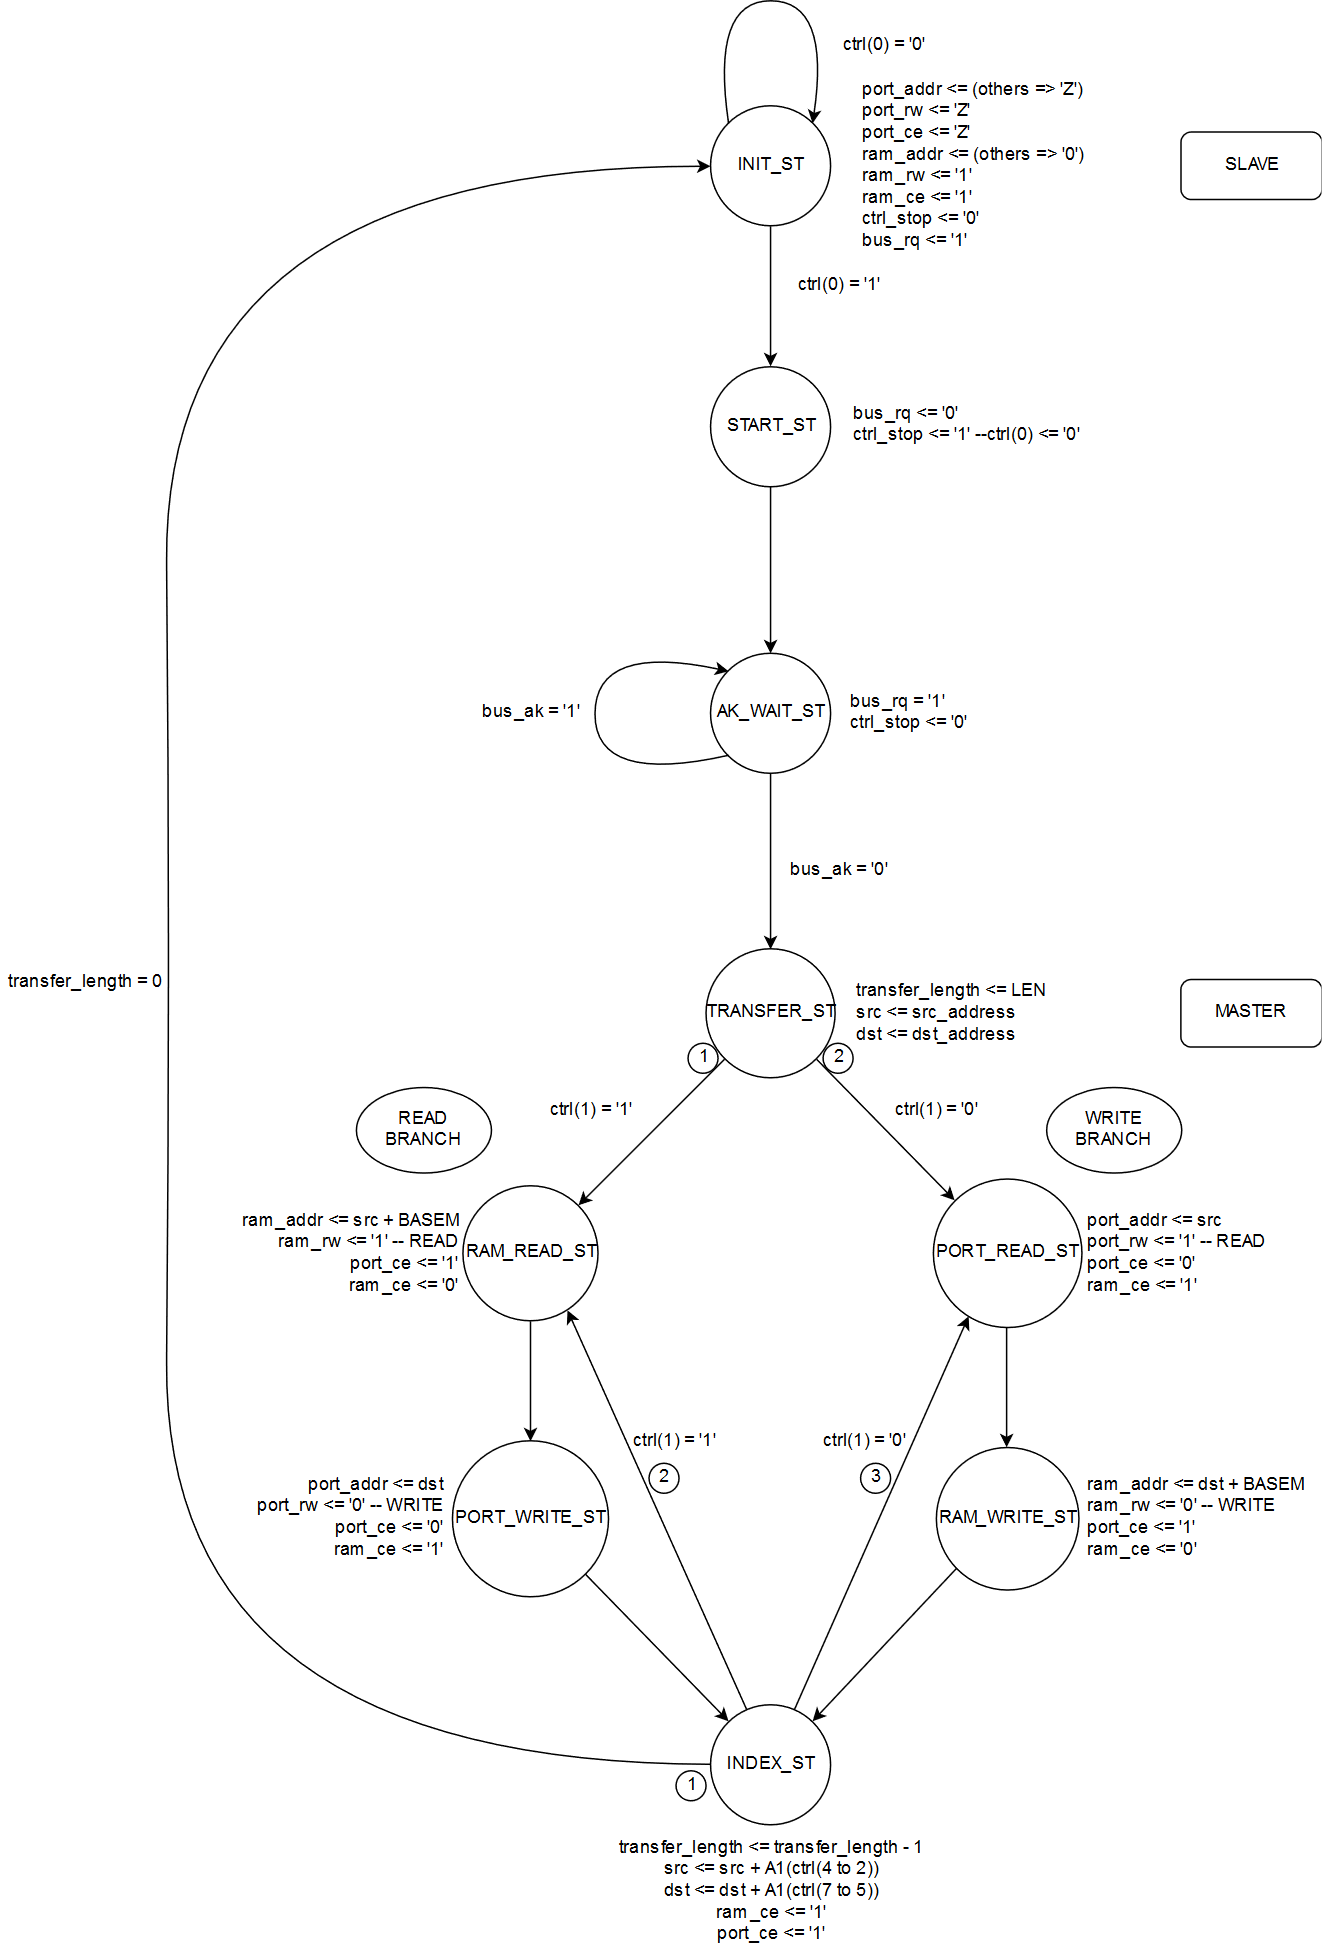 ctrl(0) = '0'
port_addr <= (others => 'Z')
port_rw <= 'Z'
port_ce <= 'Z'
ram_addr <= (others => '0')
ram_rw <= '1'
ram_ce <= '1'
ctrl_stop <= '0'
bus_rq <= '1'
INIT_ST
SLAVE
ctrl(0) = '1'
START_ST
bus_rq <= '0'
ctrl_stop <= '1' --ctrl(0) <= '0'
bus_ak = '1'
AK_WAIT_ST
bus_rq = '1'
ctrl_stop <= '0'
bus_ak = '0'
transfer_length = 0
TRANSFER_ST
transfer_length <= LEN
src <= src_address
dst <= dst_address
MASTER
1
2
ctrl(1) = '1'
ctrl(1) = '0'
READ
BRANCH
WRITE
BRANCH
ram_addr <= src + BASEM
ram_rw <= '1' -- READ
port_ce <= '1'
ram_ce <= '0'
RAM_READ_ST
PORT_READ_ST
port_addr <= src
port_rw <= '1' -- READ
port_ce <= '0'
ram_ce <= '1'
ctrl(1) = '1'
2
ctrl(1) = '0'
3
port_addr <= dst
port_rw <= '0' -- WRITE
port_ce <= '0'
ram_ce <= '1'
PORT_WRITE_ST
RAM_WRITE_ST
ram_addr <= dst + BASEM
ram_rw <= '0' -- WRITE
port_ce <= '1'
ram_ce <= '0'
INDEX_ST
1
transfer_length <= transfer_length - 1
src <= src + A1(ctrl(4 to 2))
dst <= dst + A1(ctrl(7 to 5))
ram_ce <= '1'
port_ce <= '1'